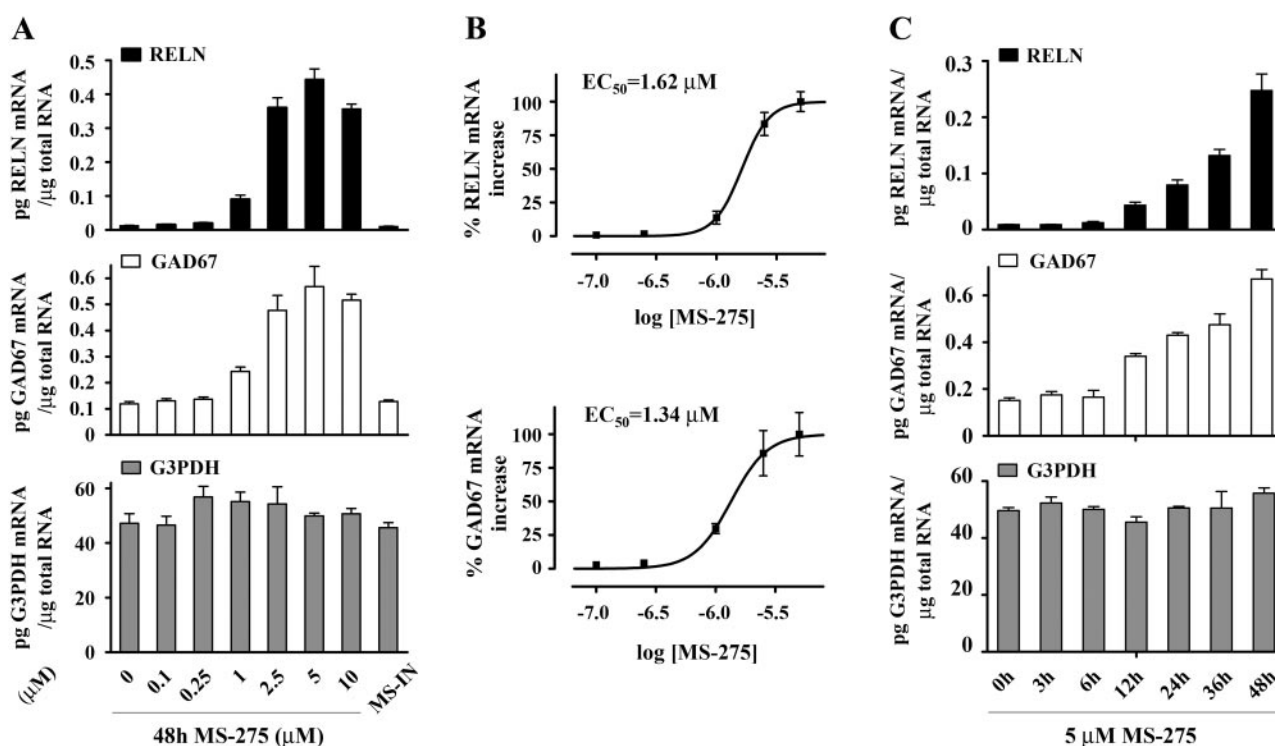 A
RELN
0.5
0.4
0.3
0.2
0.1
0
pg RELN mRNA
/μg total RNA
GAD67
0.6
0.5
0.4
0.3
0.2
0.1
0
pg GAD67 mRNA
/μg total RNA
G3PDH
60
40
20
0
pg G3PDH mRNA
/μg total RNA
(μM)
0
0.1
0.25
1
2.5
5
10
MS-IN
48h MS-275 (μM)
B
EC50=1.62 μM
100
75
50
25
0
% RELN mRNA
increase
-7.0
-6.5
-6.0
-5.5
log [MS-275]
EC50=1.34 μM
100
75
50
25
0
% GAD67 mRNA
increase
-7.0
-6.5
-6.0
-5.5
log [MS-275]
C
RELN
0.3
0.2
0.1
0
pg RELN mRNA/
μg total RNA
GAD67
0.6
0.4
0.2
0
pg GAD67 mRNA/
μg total RNA
G3PDH
60
40
20
0
pg G3PDH mRNA/
μg total RNA
0h
3h
6h
12h
24h
36h
48h
5 μM MS-275